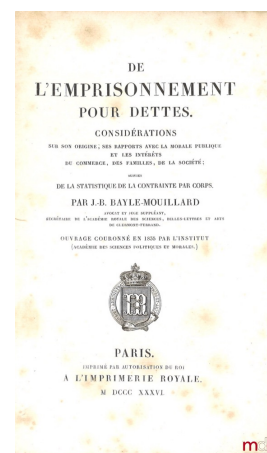 DE
L'EMPRISONNEMENT
POUR DETTES.
CONSIDÉRATIONS
SUR SON ORIGINE, SES RAPPORTS AVEC LA MORALE PUBLIQUE
ET LES INTÉRÊTS
DU COMMERCE, DES FAMILLES, DE LA SOCIÉTÉ;
SUIVIES
DE LA STATISTIQUE DE LA CONTRAINTE PAR CORPS.
PAR J.-B. BAYLE-MOUILLARD
AVOCAT ET JUGE SUPPLÉANT,
SECRÉTAIRE DE L'ACADÉMIE ROYALE DES SCIENCES, BELLES-LETTRES ET ARTS
DE CLERMONT-FERRAND.
OUVRAGE COURONNÉ EN 1835 PAR L'INSTITUT
(ACADÉMIE DES SCIENCES POLITIQUES ET MORALES.)
PARIS.
IMPRIMÉ PAR AUTORISATION DU ROI
A L'IMPRIMERIE ROYALE.
M DCCC XXXVI.